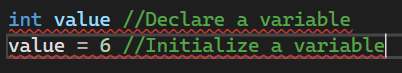 int value //Declare a variable
value = 6 //Initialize a variable